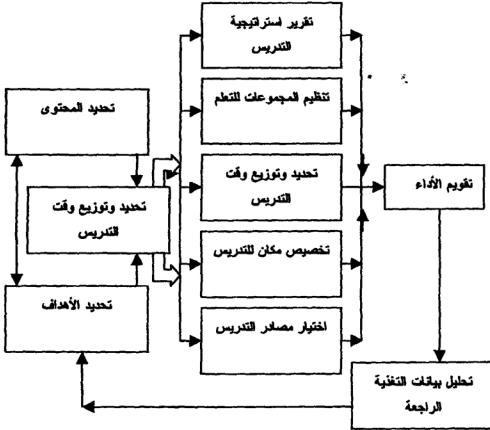 تقرير استراتيجية
التدريس
تنظيم المجموعات للتعلم
تحديد المحتوى
تحديد وتوزيع وقت
التدريس
تحديد وتوزيع وقت
التدريس
تقويم الأداء
تخصيص مكان للتدريس
تحديد الأهداف
اختيار مصادر التدريس
تحليل بيانات التغذية
الراجعة